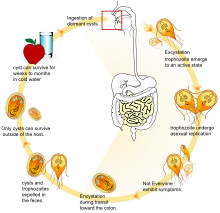 Ingestion of
dormant cysts
Excystation
trophozoite emerge
to an active state
trophozoite undergo
asexual replication
Not Everyone
exhibit symptoms.
Encystation
during transit
toward the colon.
cysts and
trophozoites
expelled in
the feces
Only cysts can survive
outside of the host.
cyst can survive for
weeks to months
in cold water